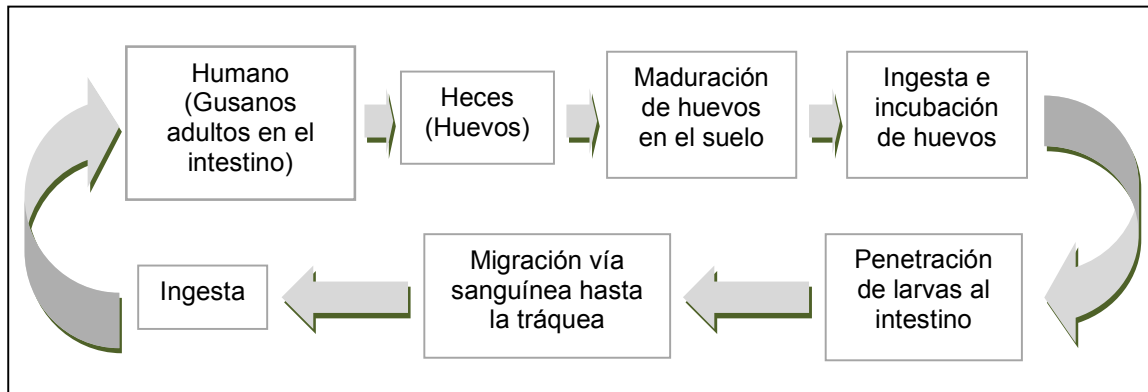 Humano
(Gusanos
adultos en el
intestino)
Heces
(Huevos)
Maduración
de huevos
en el suelo
Ingesta e
incubación
de huevos
Penetración
de larvas al
intestino
Migración vía
sanguínea hasta
la tráquea
Ingesta